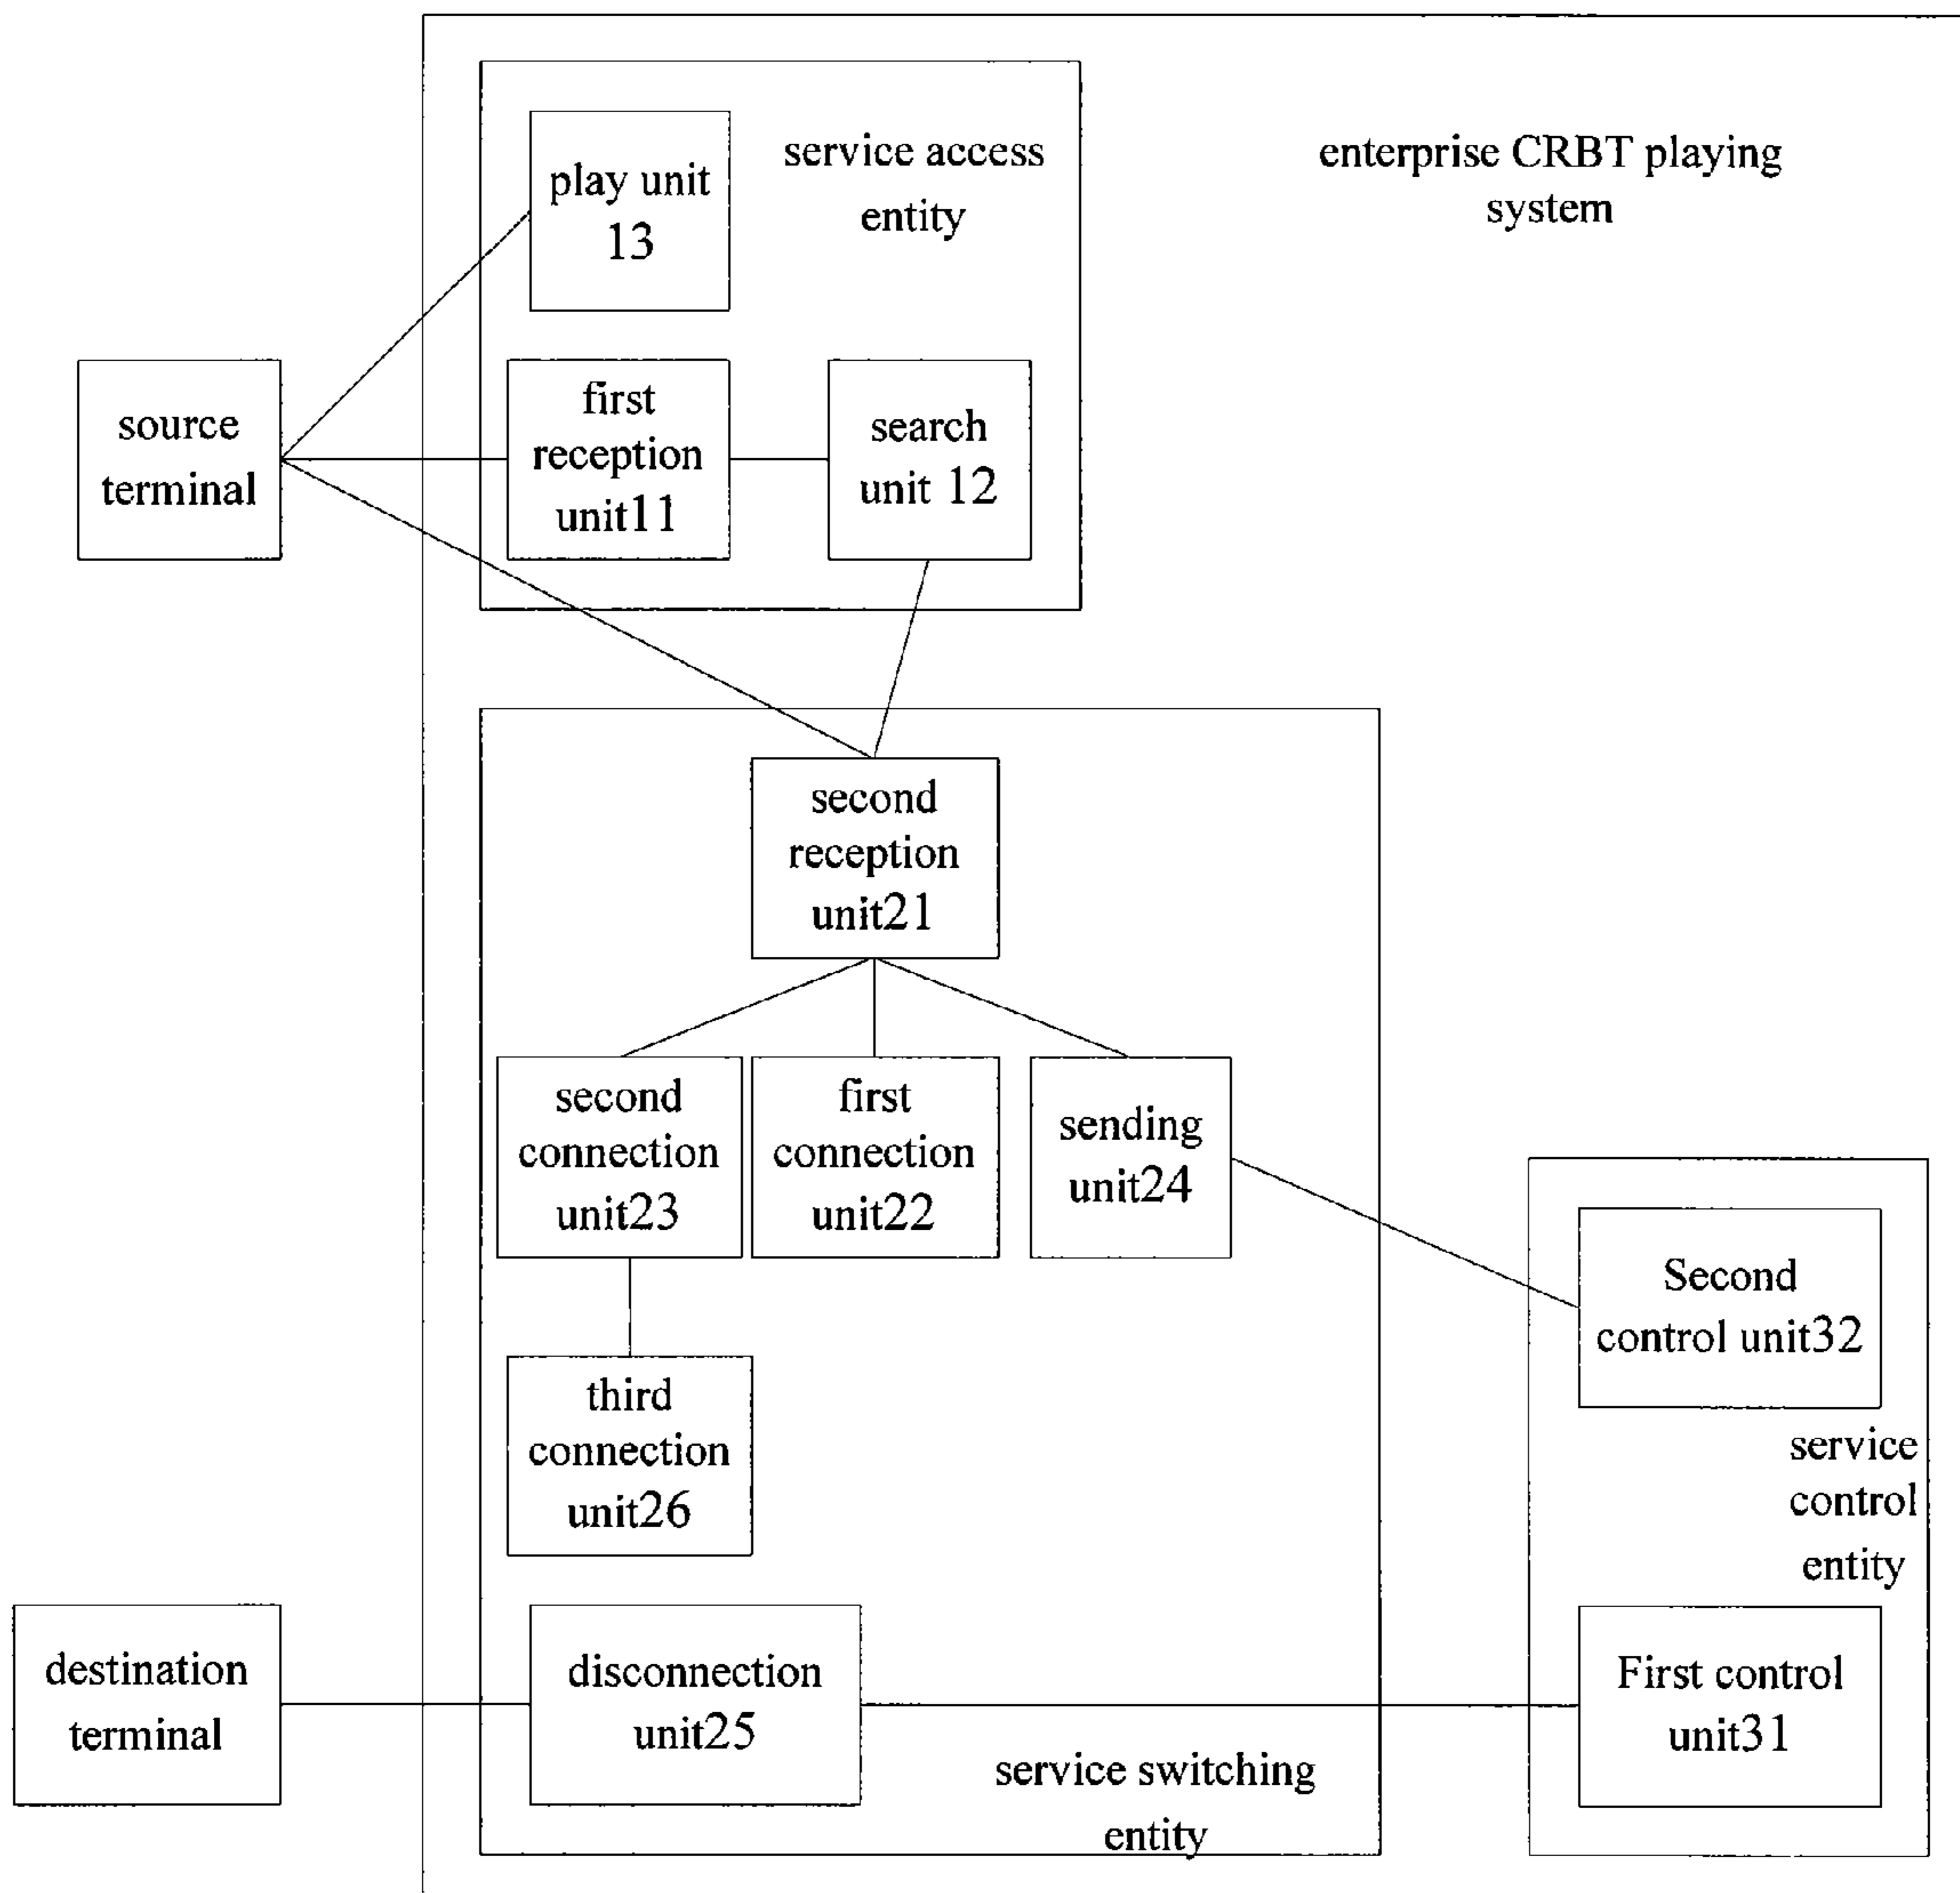 enterprise CRBT playing
system
service access
entity
play unit
13
source
terminal
first
reception
unit11
search
unit 12
second
reception
unit21
second
connection
unit23
first
connection
unit22
sending
unit24
third
connection
unit26
Second
control unit32
service
control
entity
First control
unit31
destination
terminal
disconnection
unit25
service switching
entity